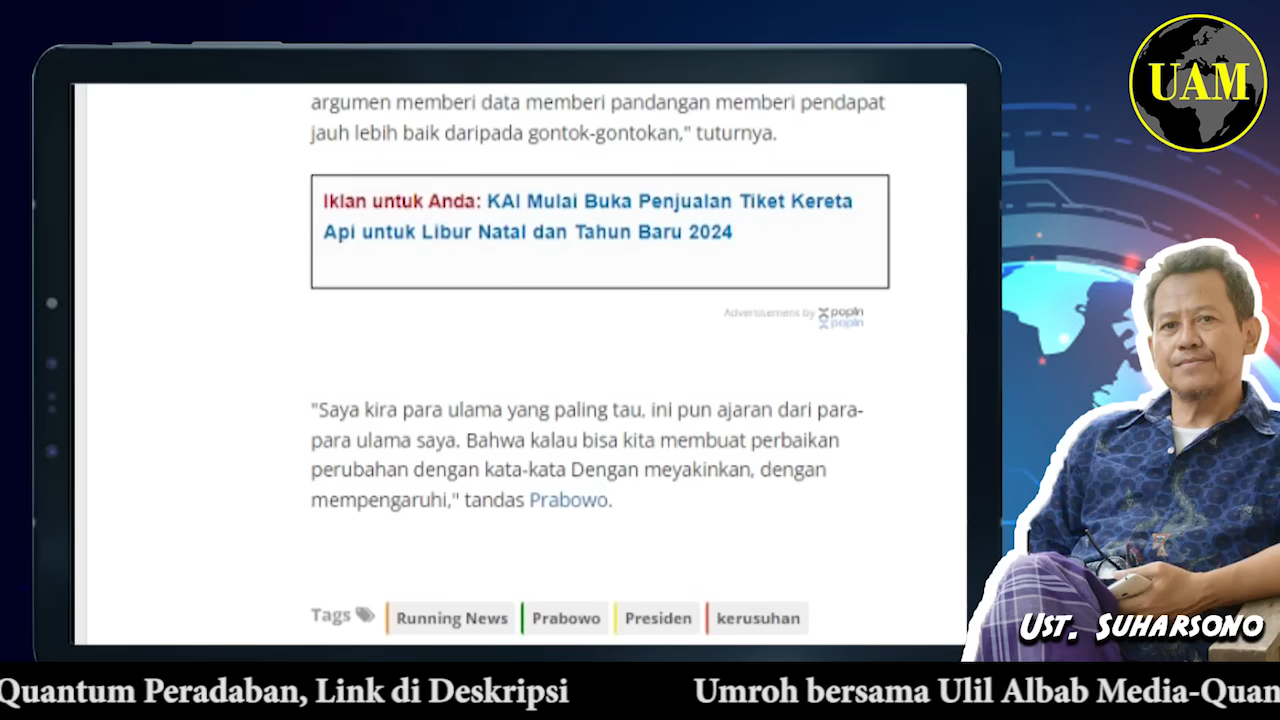 argumen memberi data memberi pandangan memberi pendapat
jauh lebih baik daripada gontok-gontokan," tuturnya.
Iklan untuk Anda: KAI Mulai Buka Penjualan Tiket Kereta
Api untuk Libur Natal dan Tahun Baru 2024
Advertisement by popIn
popIn
"Saya kira para ulama yang paling tau, ini pun ajaran dari para-
para ulama saya. Bahwa kalau bisa kita membuat perbaikan
perubahan dengan kata-kata Dengan meyakinkan, dengan
mempengaruhi," tandas Prabowo.
Tags Running News Prabowo Presiden kerusuhan
UAM
Ust. Suharsono
Quantum Peradaban, Link di Deskripsi Umroh bersama Ulil Albab Media-Quan